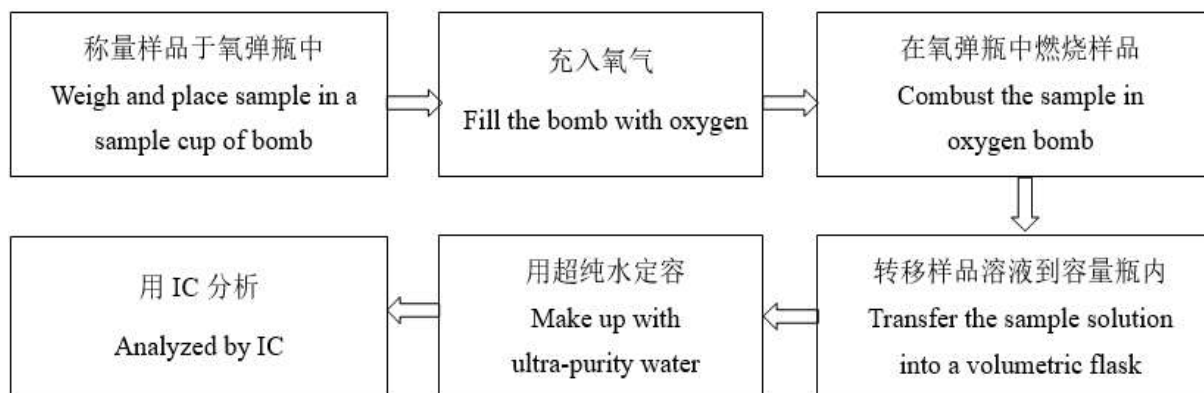 称量样品于氧弹瓶中
Weigh and place sample in a
sample cup of bomb
充入氧气
Fill the bomb with oxygen
在氧弹瓶中燃烧样品
Combust the sample in
oxygen bomb
转移样品溶液到容量瓶内
Transfer the sample solution
into a volumetric flask
用超纯水定容
Make up with
ultra-purity water
用 IC 分析
Analyzed by IC